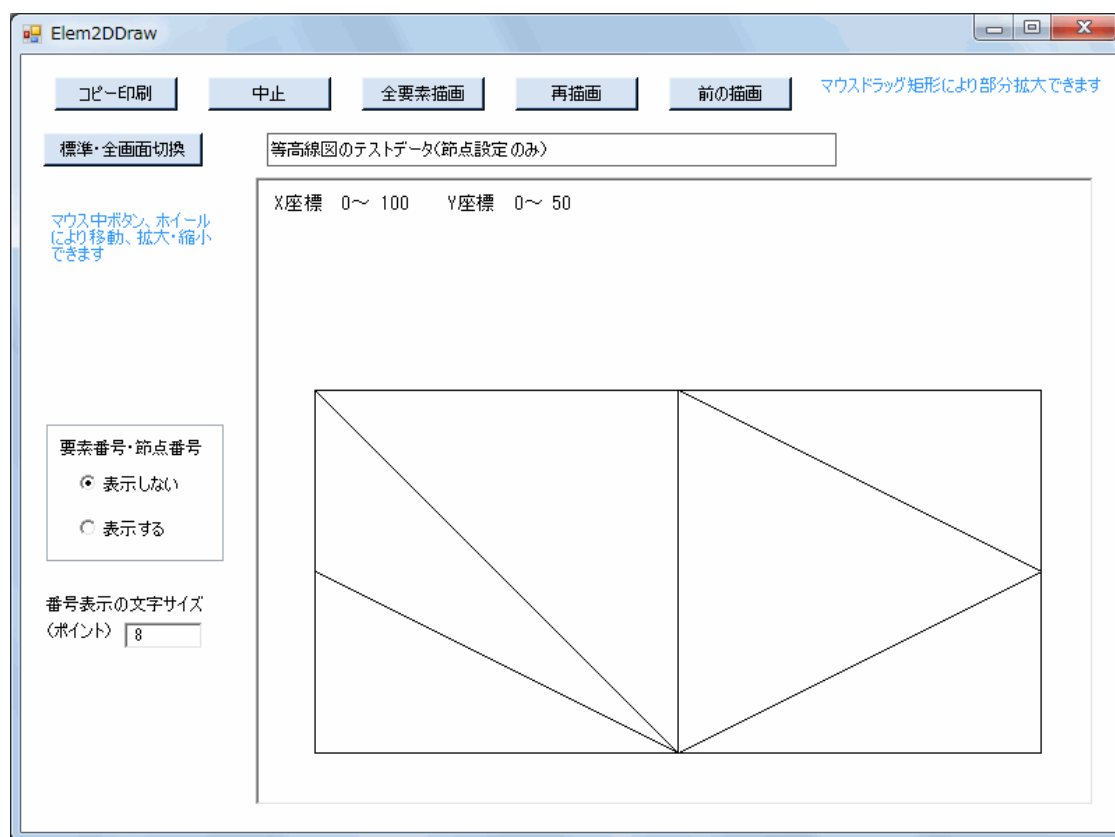 Elem2DDraw
コピー印刷 中止 全要素描画 再描画 前の描画 マウスドラッグ矩形により部分拡大できます
標準・全画面切換 等高線図のテストデータ(節点設定のみ)
X座標 0～ 100 Y座標 0～ 50
マウス中ボタン、ホイール
により移動、拡大・縮小
できます
要素番号・節点番号
表示しない
表示する
番号表示の文字サイズ
(ポイント) 8